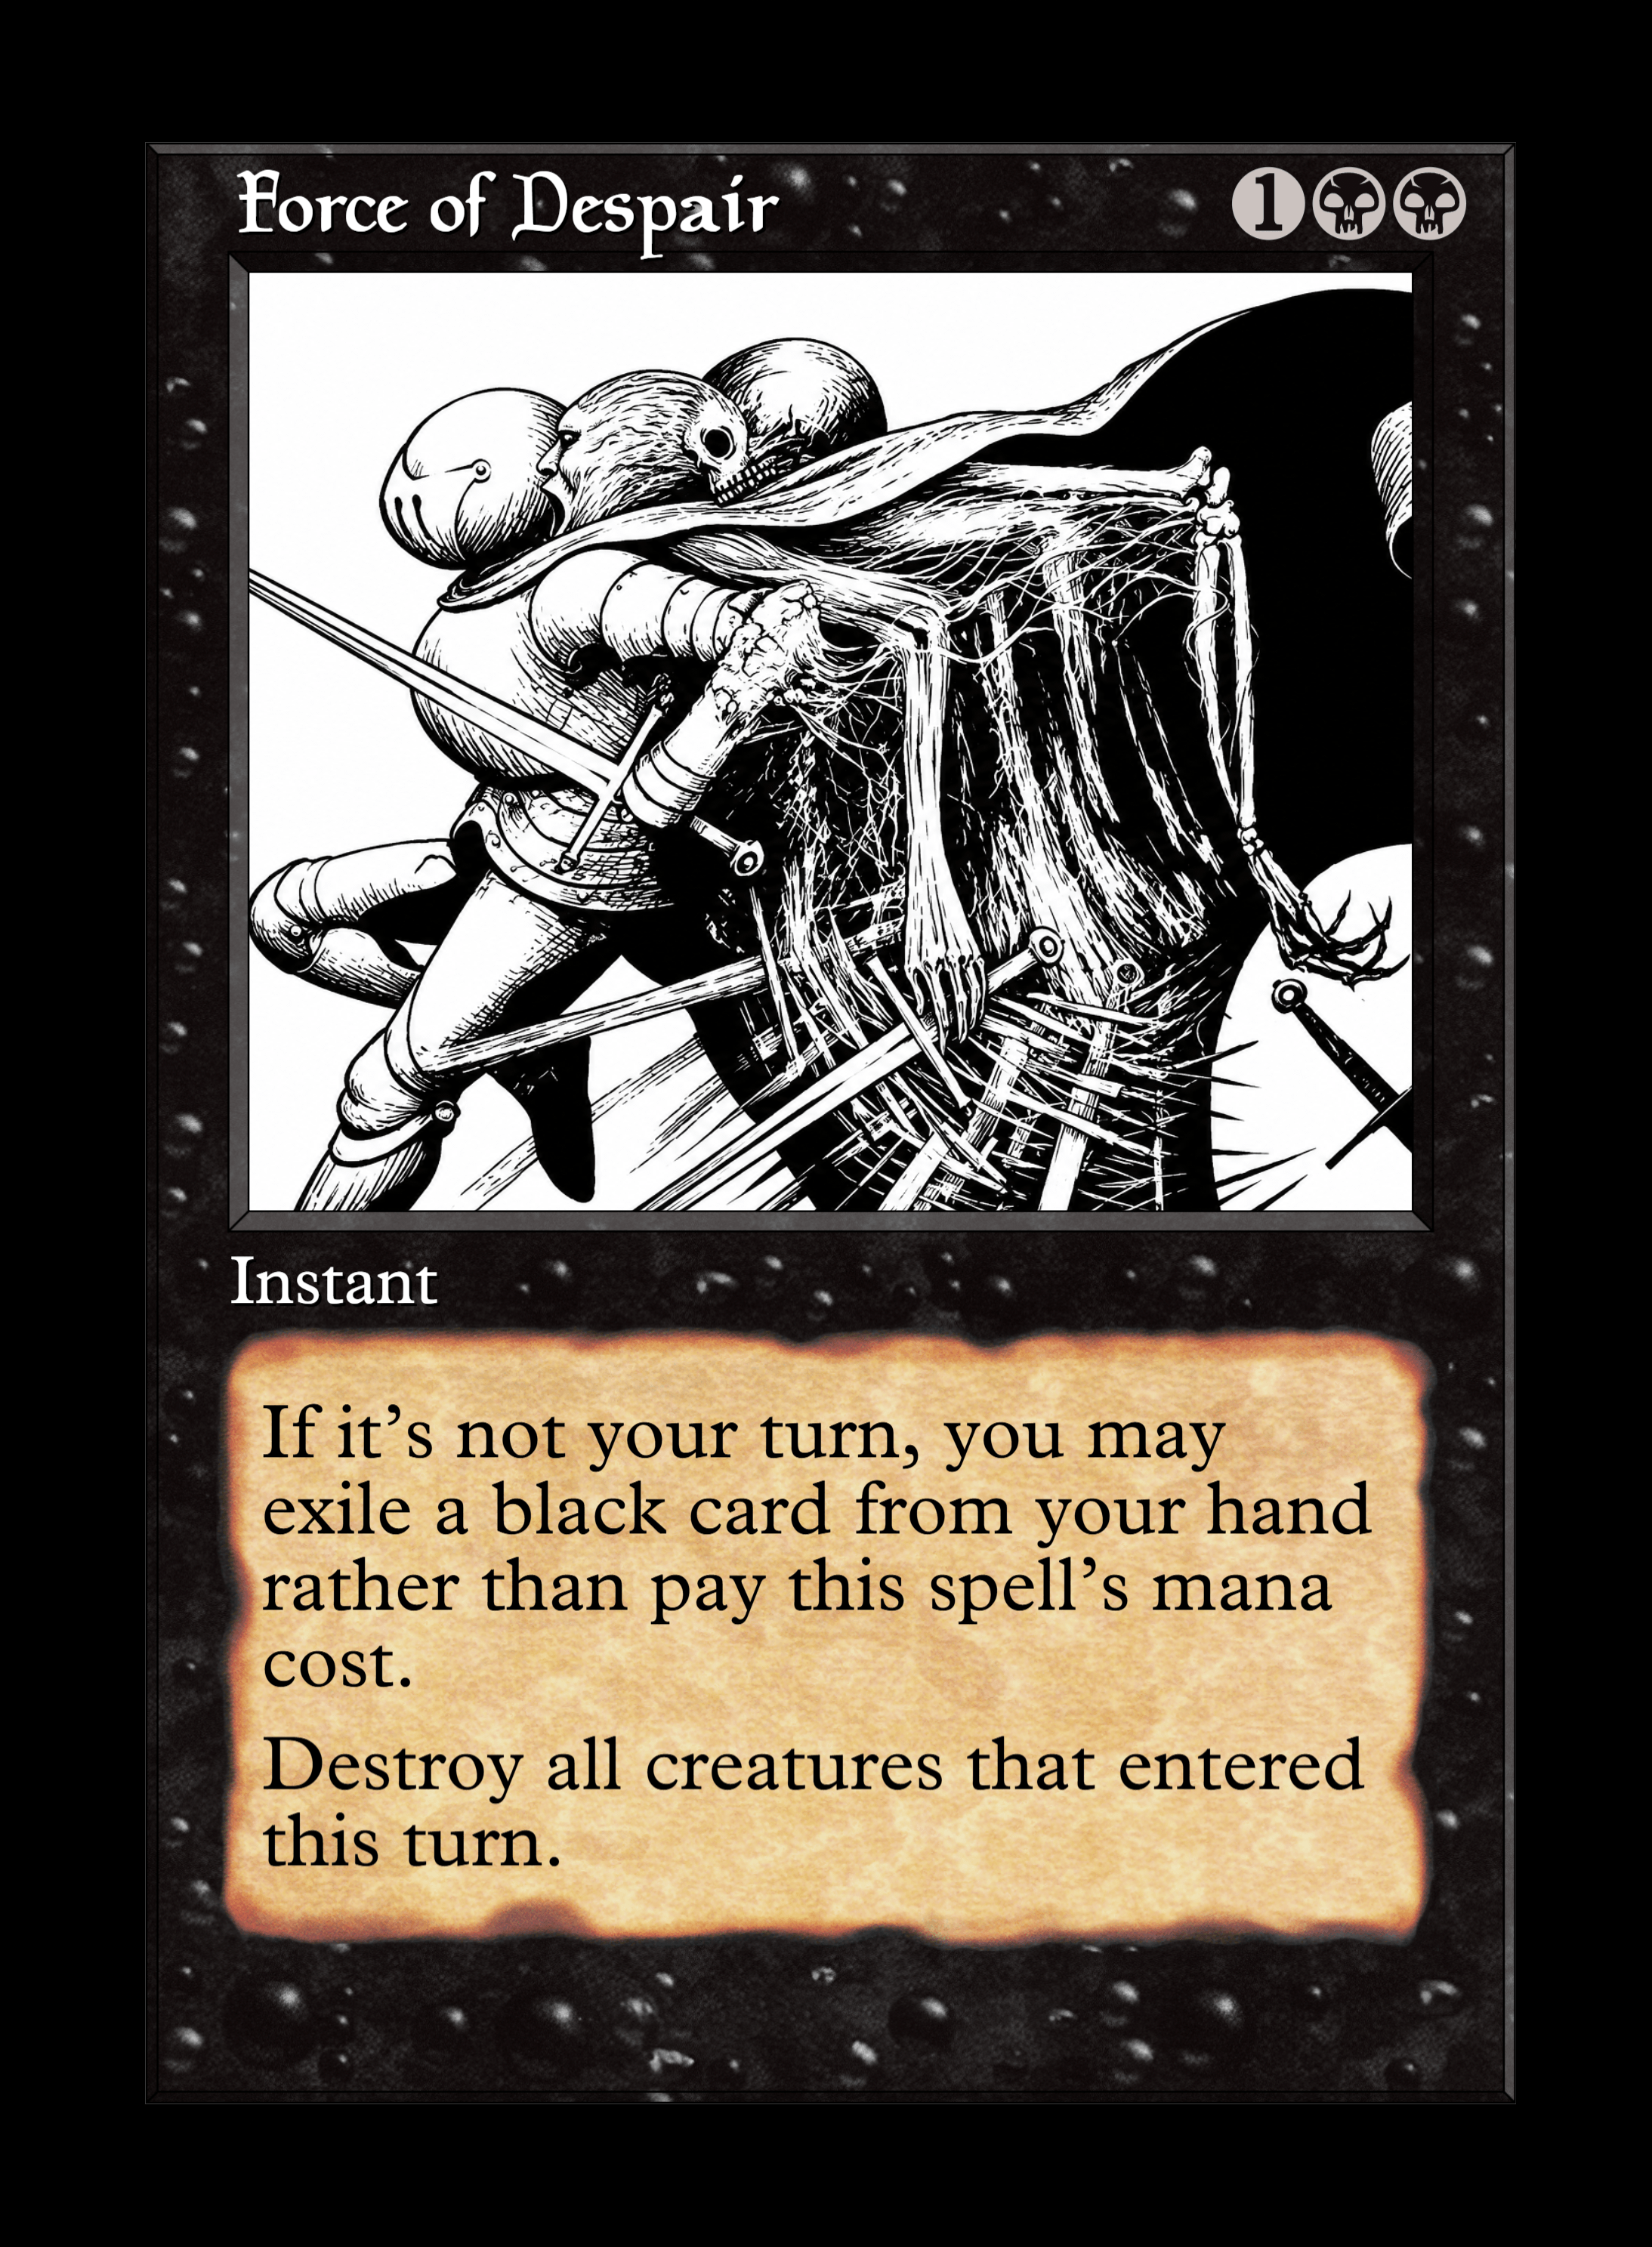 Force of Despair 1
Instant
If it's not your turn, you may
exile a black card from your hand
rather than pay this spell's mana
cost.
Destroy all creatures that entered
this turn.